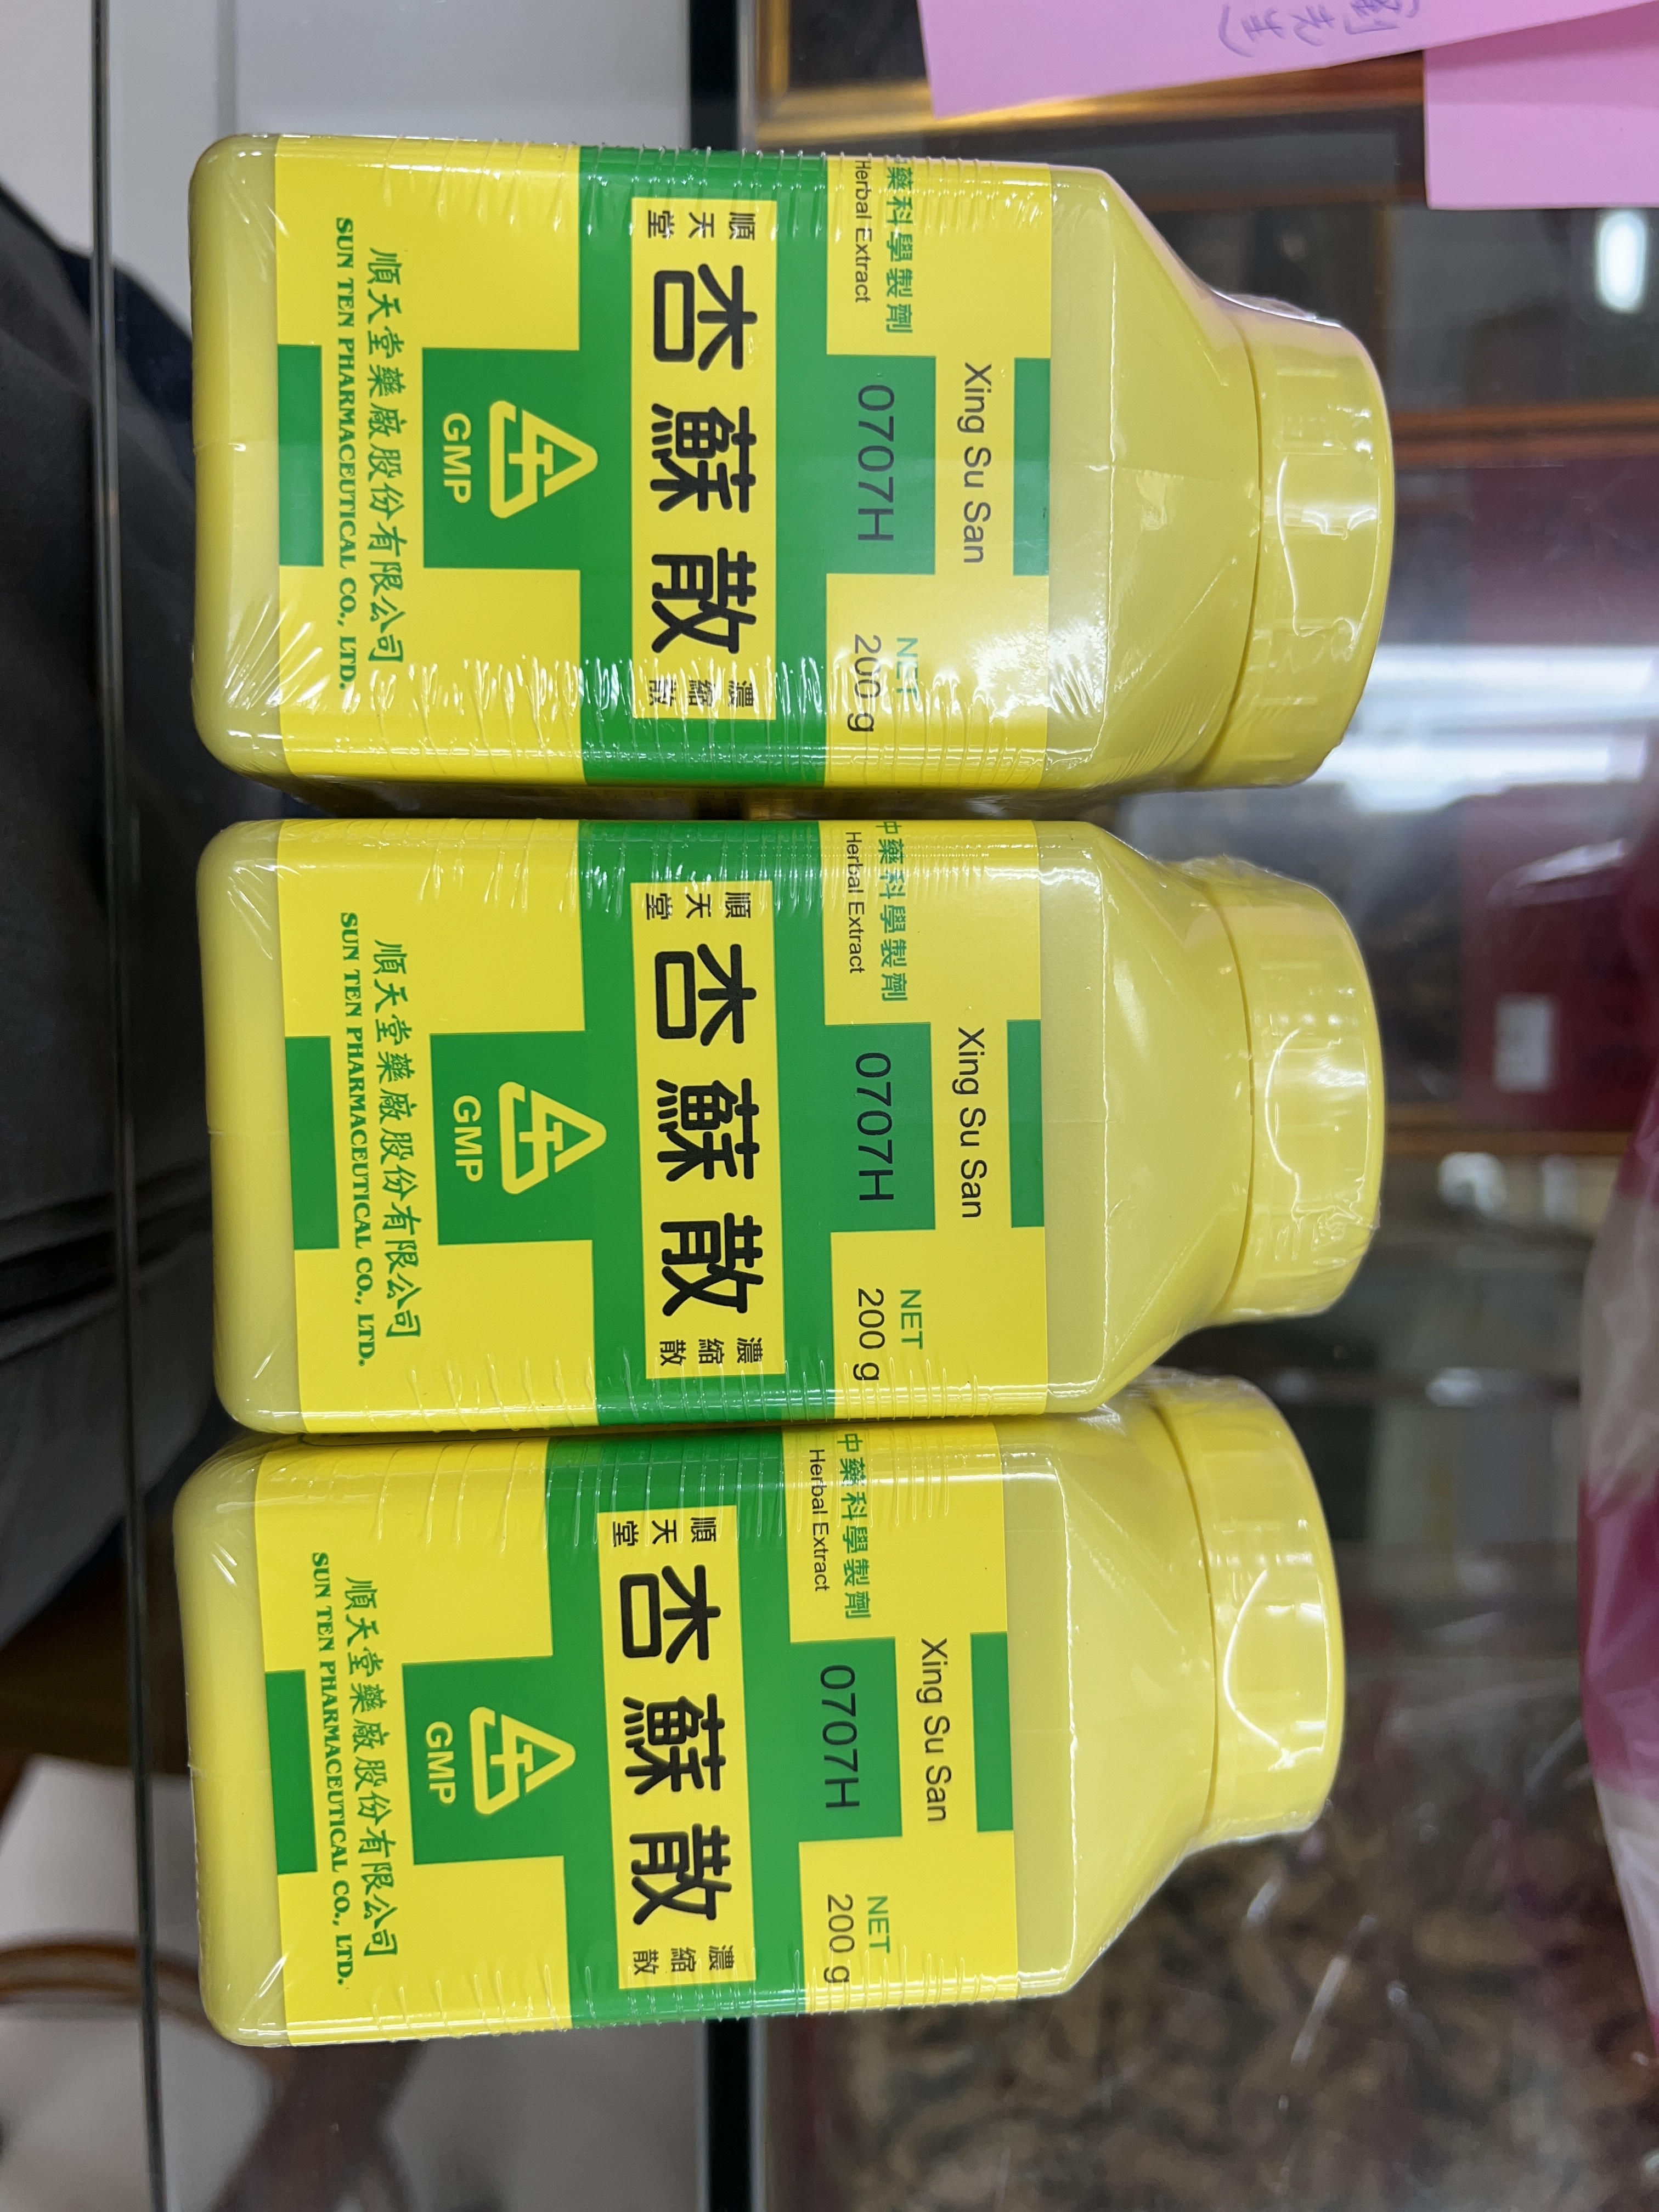 劉先生)
Xing Su San
藥科學製劑
Herbal Extract
0707H
NET
200 g
順天堂
杏蘇散
濃縮散
GMP
順天堂藥廠股份有限公司
SUN TEN PHARMACEUTICAL CO., LTD.
Xing Su San
中藥科學製劑
Herbal Extract
0707H
NET
200 g
順天堂
杏蘇散
濃縮散
GMP
順天堂藥廠股份有限公司
SUN TEN PHARMACEUTICAL CO., LTD.
Xing Su San
中藥科學製劑
Herbal Extract
0707H
NET
200 g
順天堂
杏蘇散
濃縮散
GMP
順天堂藥廠股份有限公司
SUN TEN PHARMACEUTICAL CO., LTD.